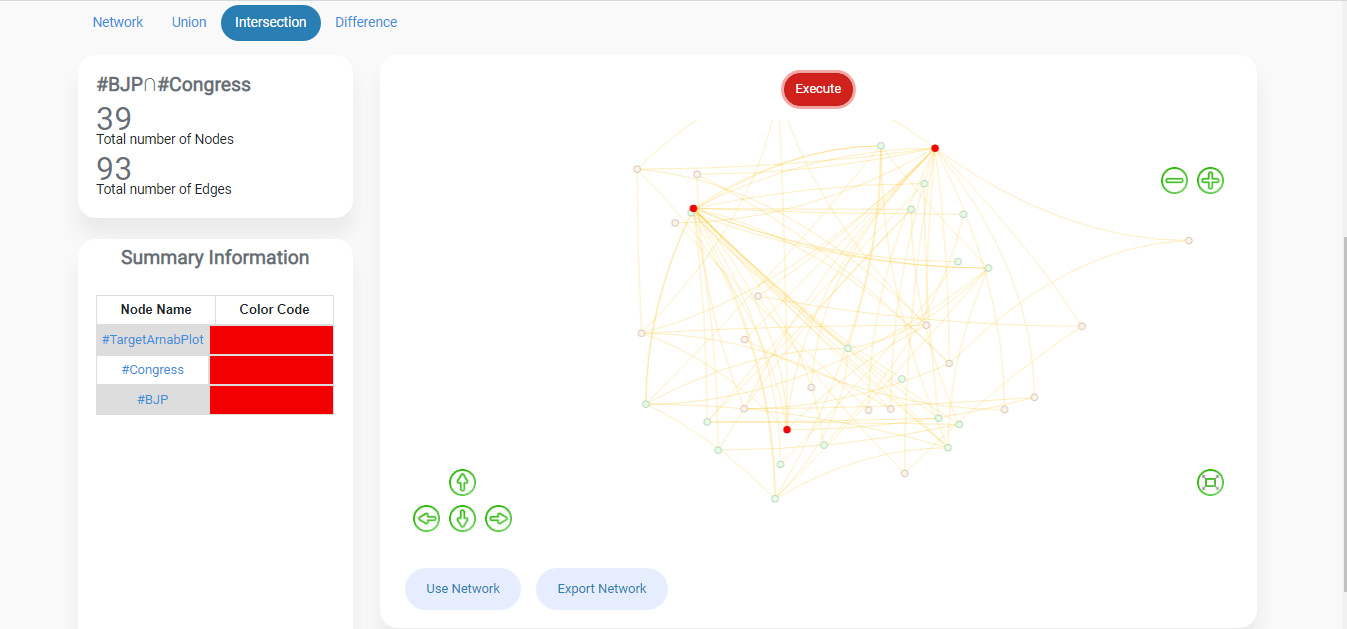 Network Union Intersection Difference
#BJP∩#Congress
39
Total number of Nodes
93
Total number of Edges
Summary Information
Node Name Color Code
#TargetArnabPlot
#Congress
#BJP
Execute
Use Network Export Network